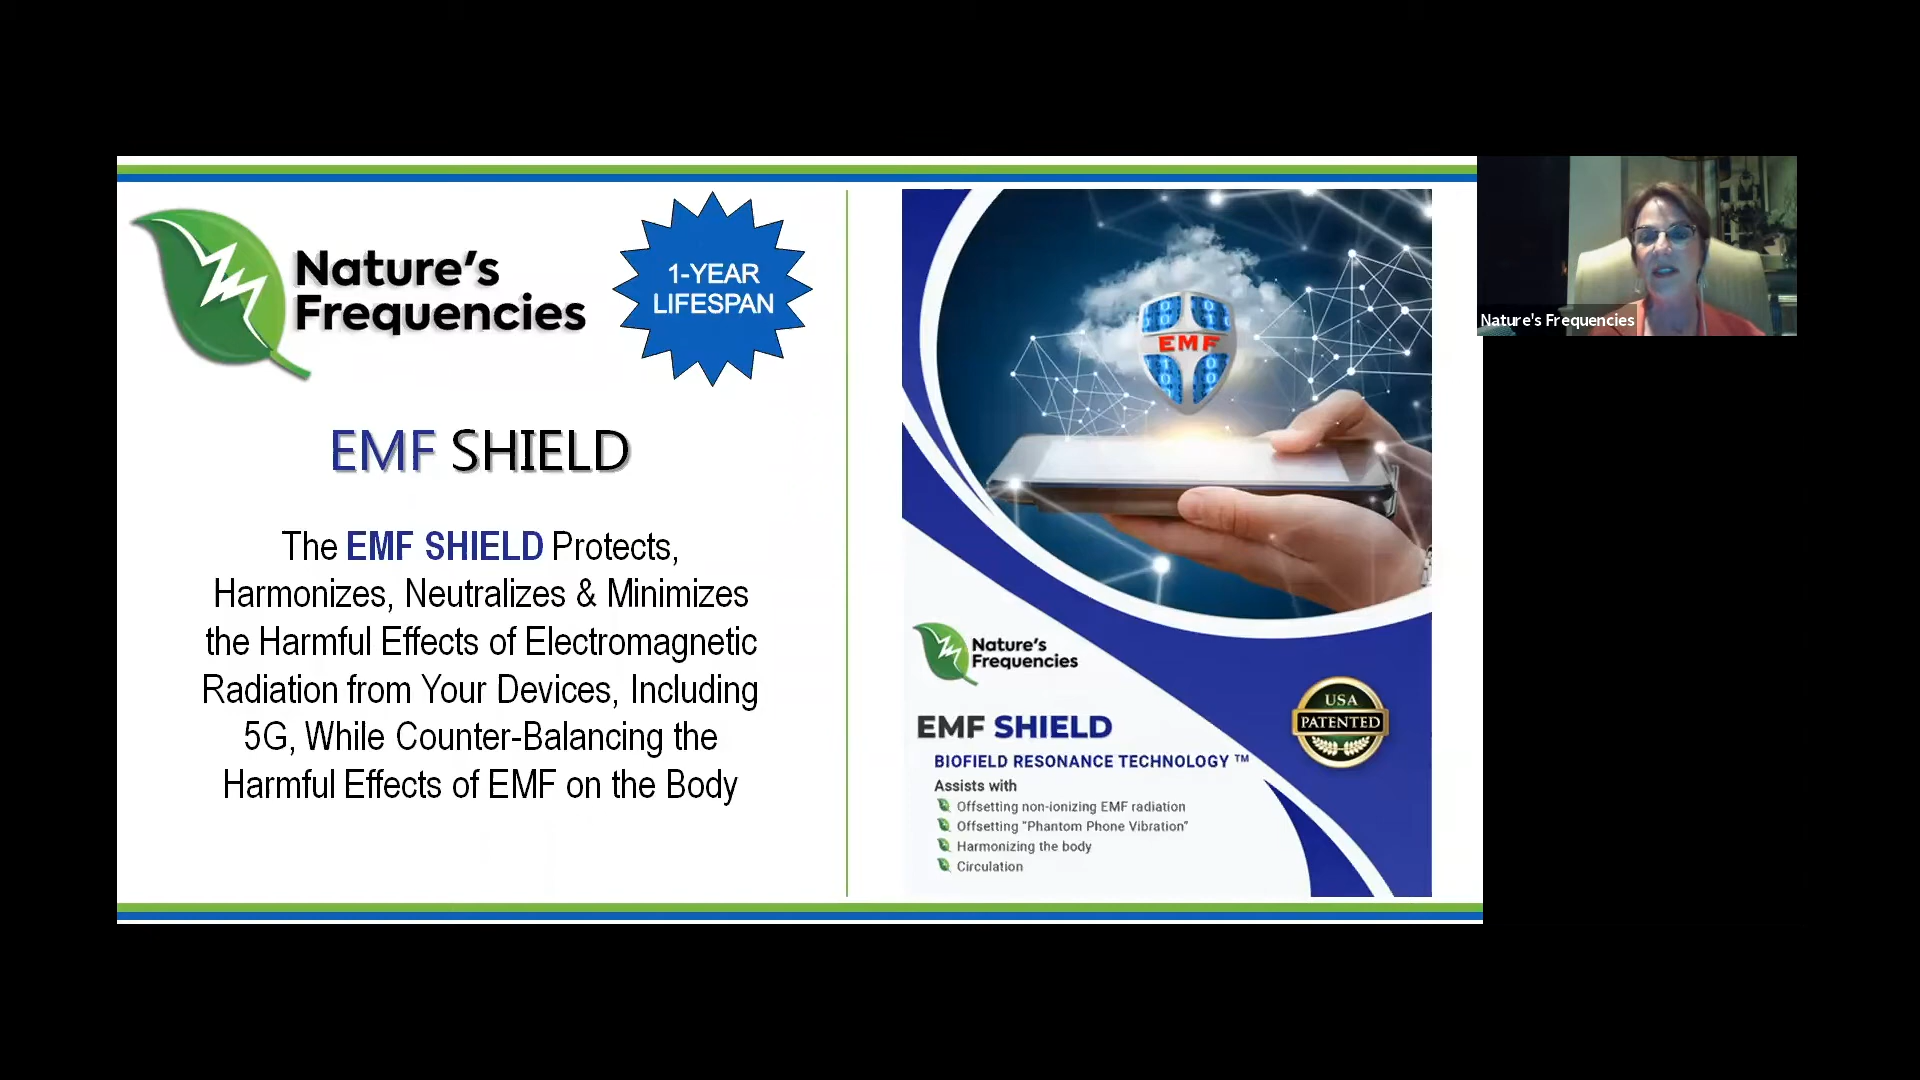 Nature's
Frequencies
1-YEAR
LIFESPAN
EMF SHIELD
The EMF SHIELD Protects,
Harmonizes, Neutralizes & Minimizes
the Harmful Effects of Electromagnetic
Radiation from Your Devices, Including
5G, While Counter-Balancing the
Harmful Effects of EMF on the Body
EMF
Nature's
Frequencies
USA
PATENTED
EMF SHIELD
BIOFIELD RESONANCE TECHNOLOGY ™
Assists with
Offsetting non-ionizing EMF radiation
Offsetting "Phantom Phone Vibration"
Harmonizing the body
Circulation
Nature's Frequencies